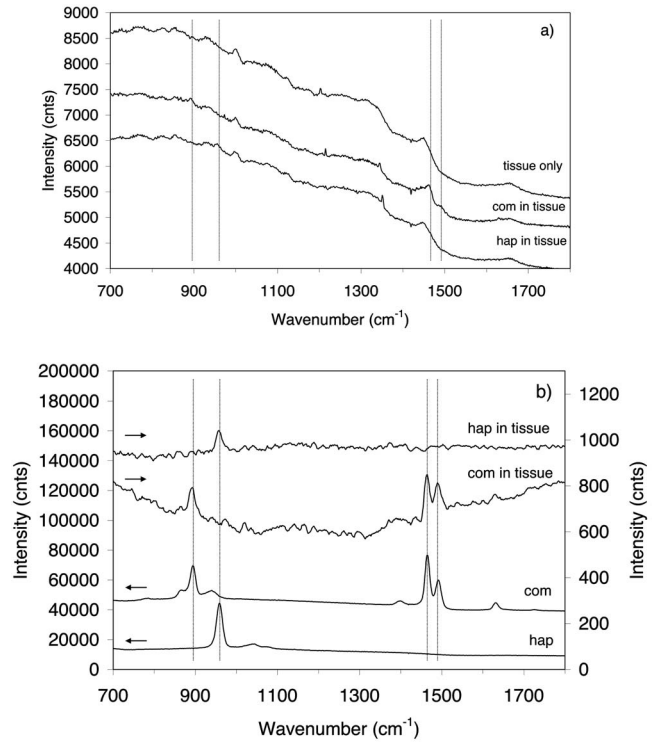 a)
9000
8500
8000
7500
7000
6500
6000
5500
5000
4500
4000
Intensity (cnts)
tissue only
com in tissue
hap in tissue
700 900 1100 1300 1500 1700
Wavenumber (cm-1)
b)
200000
180000
160000
140000
120000
100000
80000
60000
40000
20000
0
Intensity (cnts)
hap in tissue
com in tissue
com
hap
1200
1000
800
600
400
200
0
Intensity (cnts)
700 900 1100 1300 1500 1700
Wavenumber (cm-1)